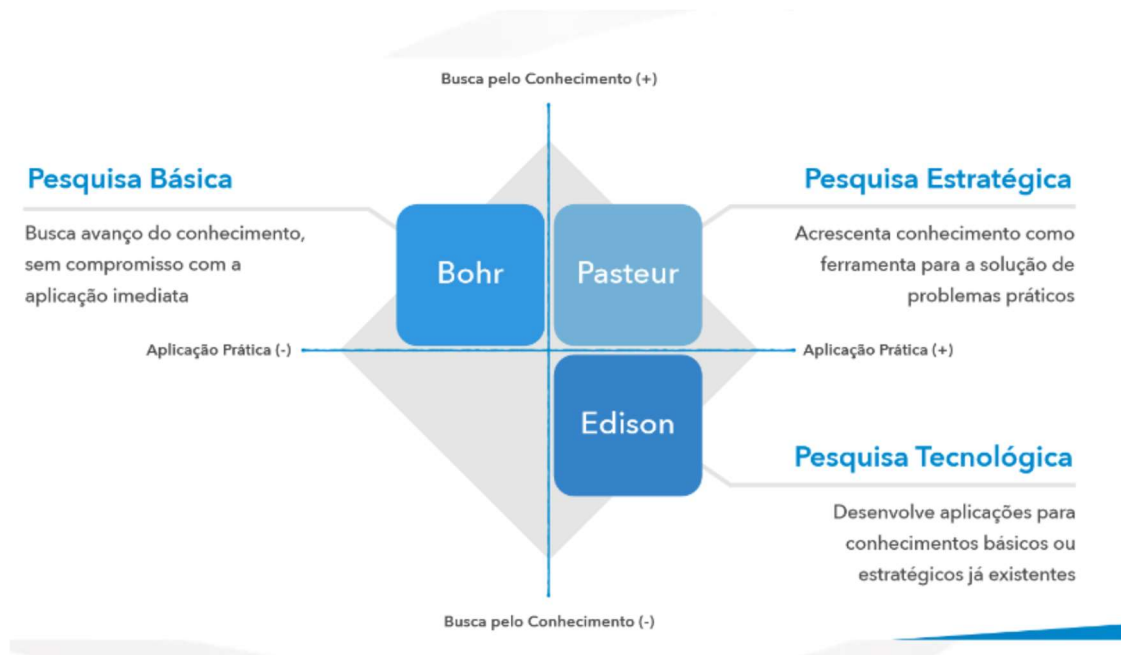 Busca pelo Conhecimento (+)
Pesquisa Básica
Busca avanço do conhecimento,
sem compromisso com a
aplicação imediata
Bohr
Pasteur
Pesquisa Estratégica
Acrescenta conhecimento como
ferramenta para a solução de
problemas práticos
Aplicação Prática (-)
Aplicação Prática (+)
Edison
Pesquisa Tecnológica
Desenvolve aplicações para
conhecimentos básicos ou
estratégicos já existentes
Busca pelo Conhecimento (-)